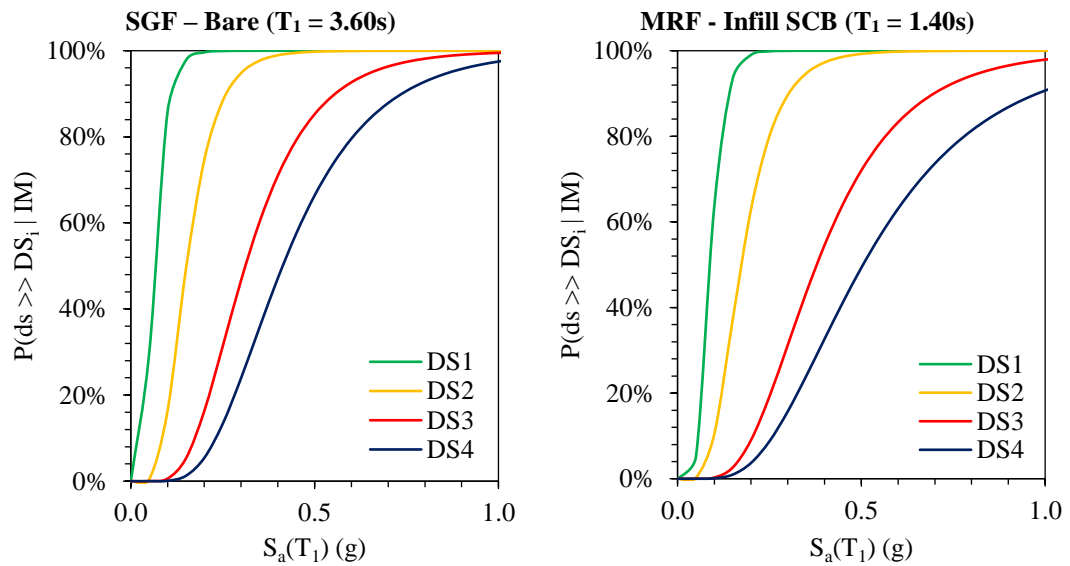 SGF – Bare (T1 = 3.60s)
P(ds >> DSi | IM)
100%
80%
60%
40%
20%
0%
DS1
DS2
DS3
DS4
0.0 0.5 1.0
Sa(T1) (g)
MRF - Infill SCB (T1 = 1.40s)
P(ds >> DSi | IM)
100%
80%
60%
40%
20%
0%
DS1
DS2
DS3
DS4
0.0 0.5 1.0
Sa(T1) (g)